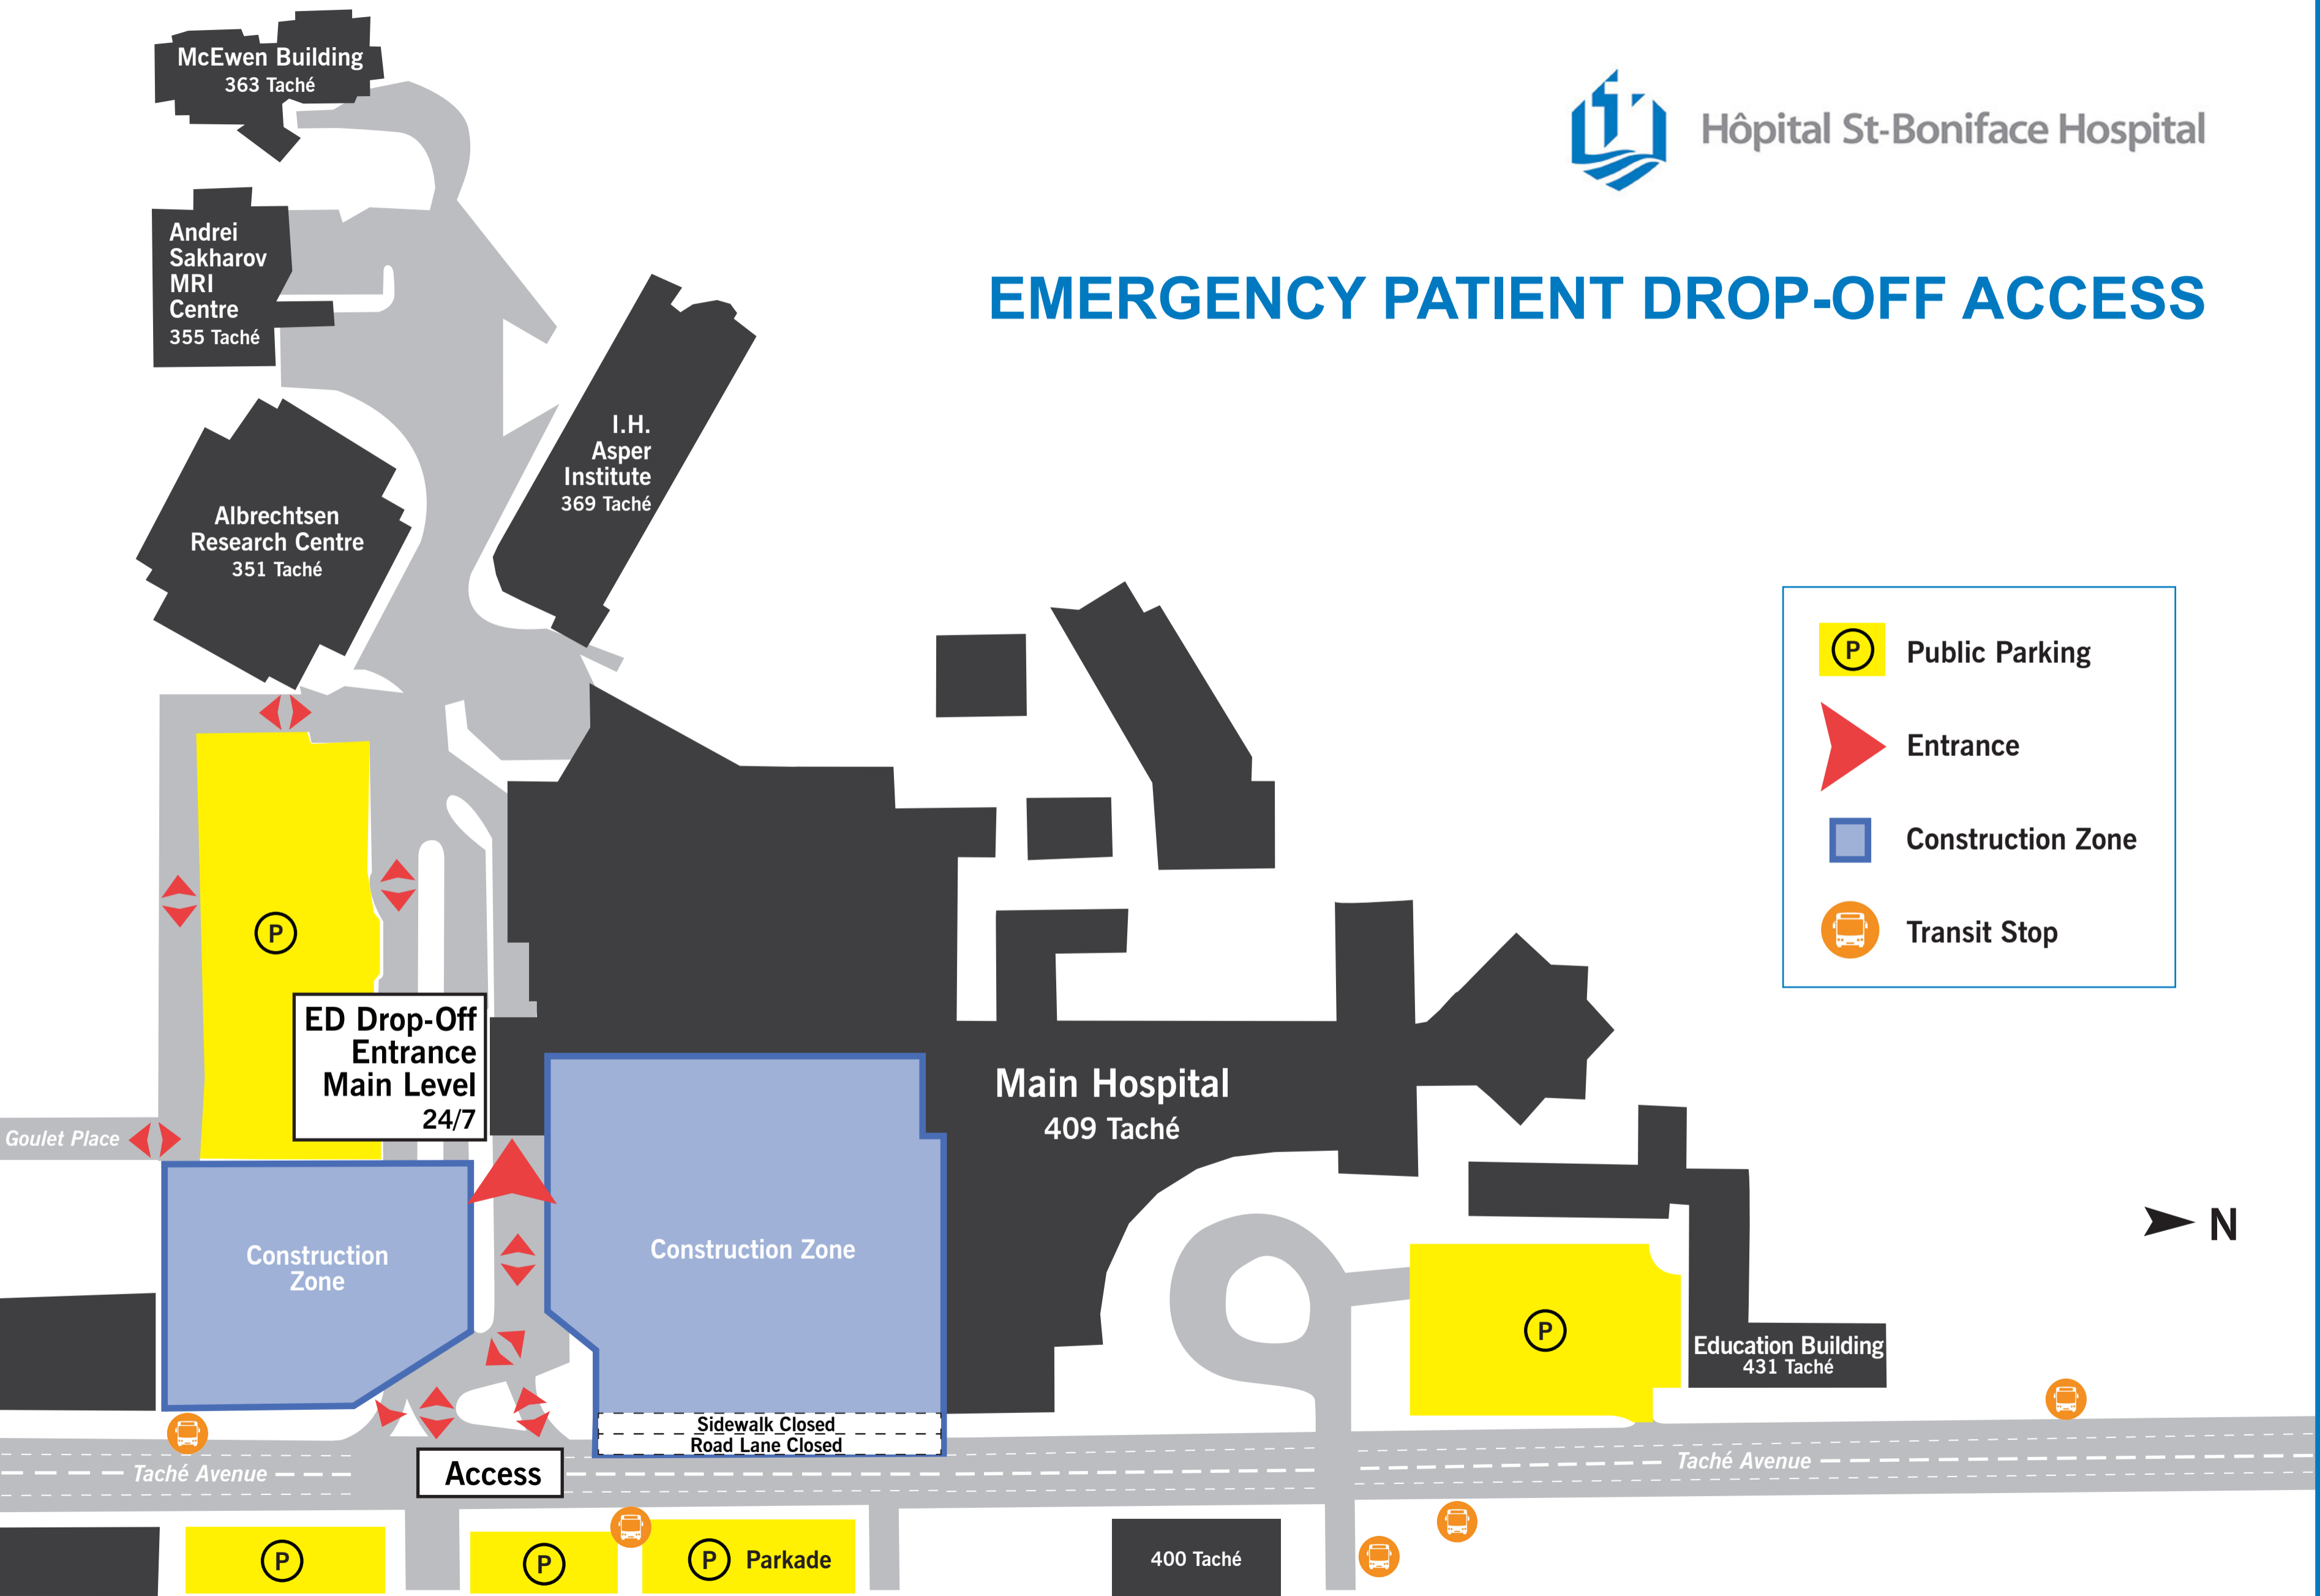 McEwen Building
363 Taché
Hôpital St-Boniface Hospital
Andrei
Sakharov
MRI
Centre
355 Taché
EMERGENCY PATIENT DROP-OFF ACCESS
I.H.
Asper
Institute
369 Taché
Albrechtsen
Research Centre
351 Taché
P
Public Parking
Entrance
Construction Zone
Transit Stop
P
ED Drop-Off
Entrance
Main Level
24/7
Main Hospital
409 Taché
Goulet Place
Construction
Zone
Construction Zone
N
P
Education Building
431 Taché
Sidewalk Closed
Road Lane Closed
Taché Avenue
Access
Taché Avenue
P
P
P
Parkade
400 Taché